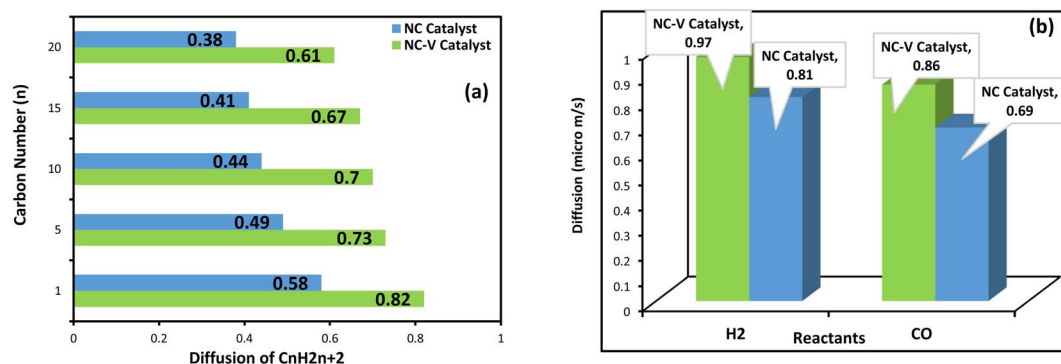 NC Catalyst
NC-V Catalyst
(a)
Carbon Number (n)
20
0.38
0.61
15
0.41
0.67
10
0.44
0.7
5
0.49
0.73
1
0.58
0.82
0
0.2
0.4
0.6
0.8
1
Diffusion of CnH2n+2
(b)
NC-V Catalyst,
0.97
NC Catalyst,
0.81
NC-V Catalyst,
0.86
NC Catalyst,
0.69
Diffusion (micro m/s)
1
0.9
0.8
0.7
0.6
0.5
0.4
0.3
0.2
0.1
0
H2
Reactants
CO